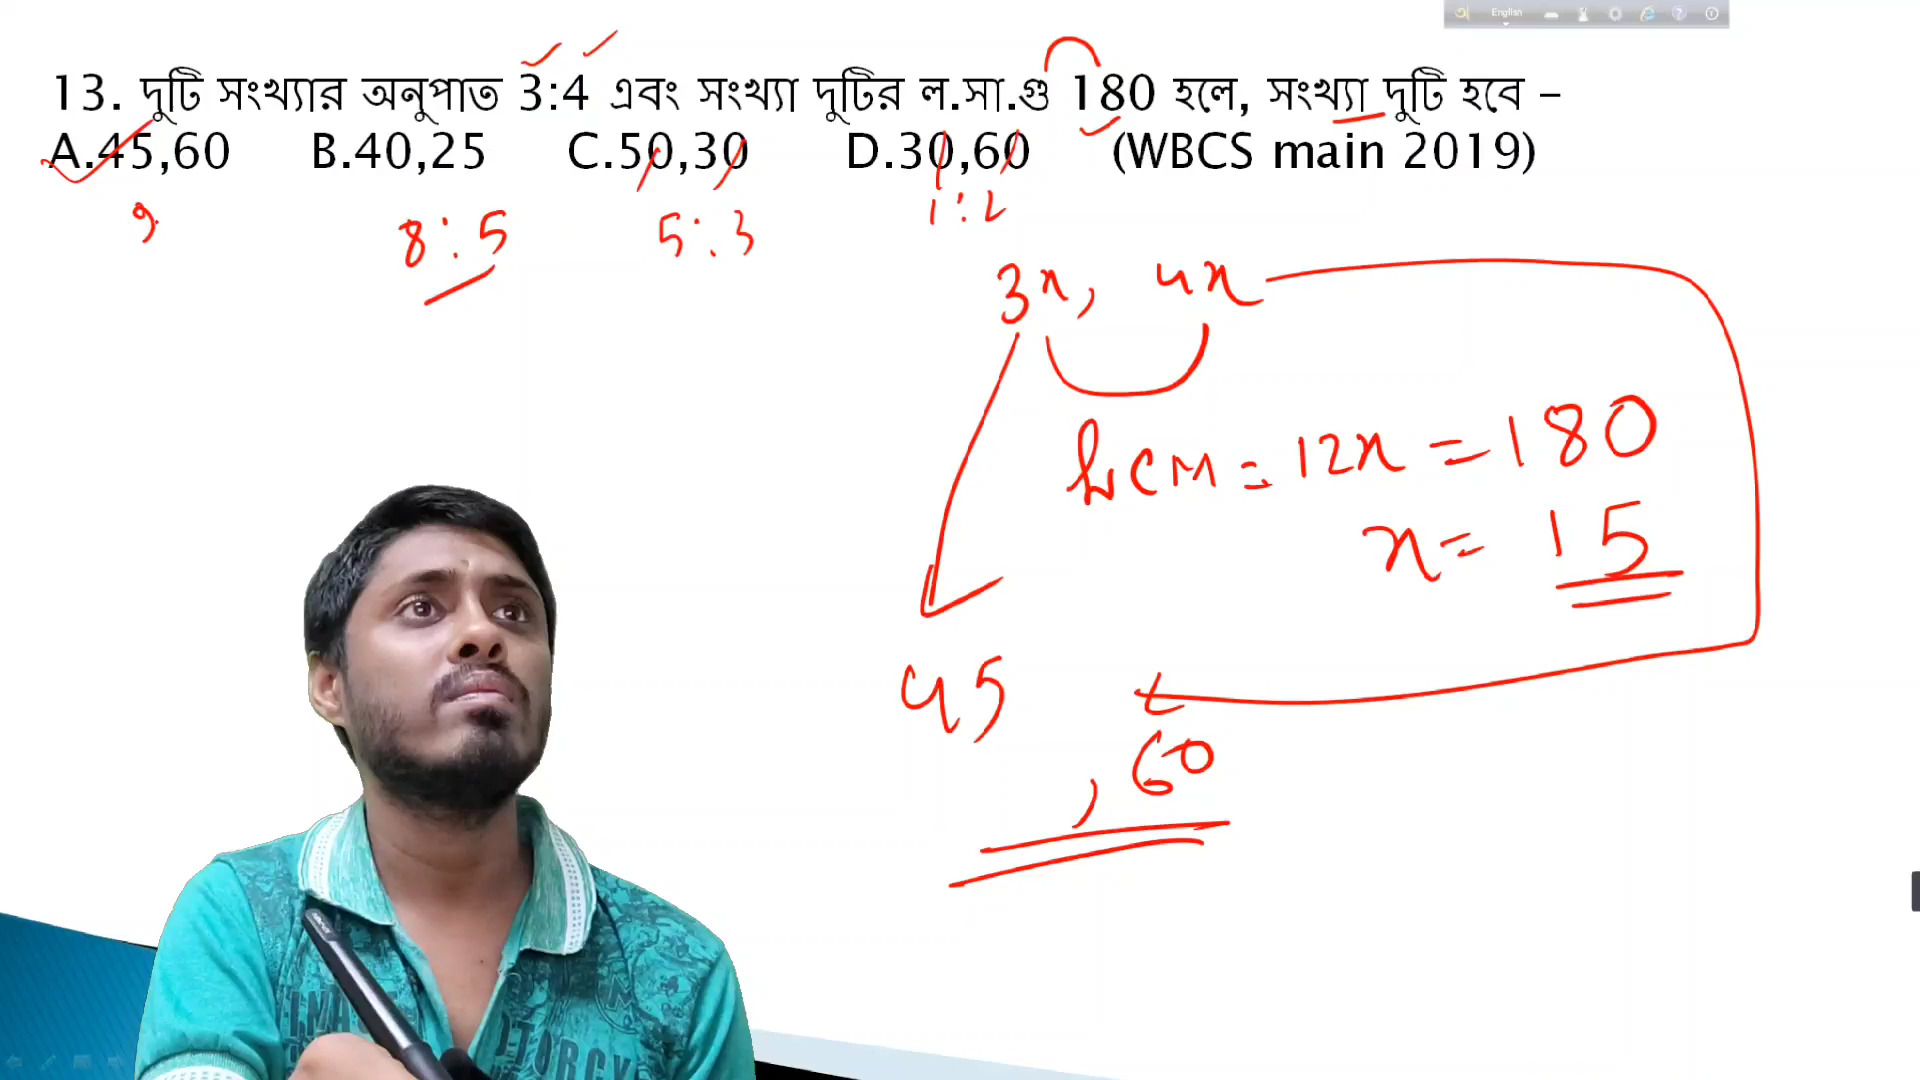 English
13. দুটি সংখ্যার অনুপাত 3:4 এবং সংখ্যা দুটির ল.সা.গু 180 হলে, সংখ্যা দুটি হবে –
A.45,60 B.40,25 C.50,30 D.30,60 (WBCS main 2019)
8:5 5:3 1:2
3x, 4x
LCM = 12x = 180
x = 15
45
, 60